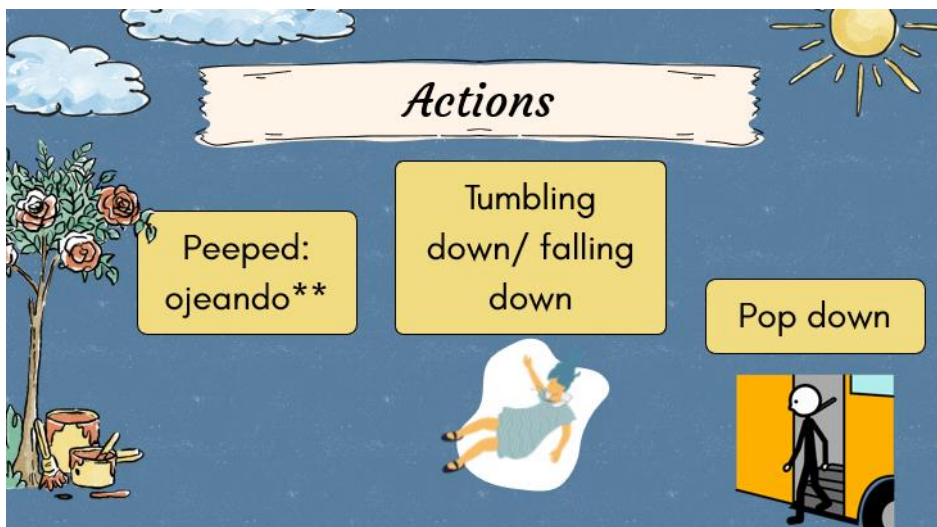 Actions
Peeped:
ojeando**
Tumbling
down/ falling
down
Pop down